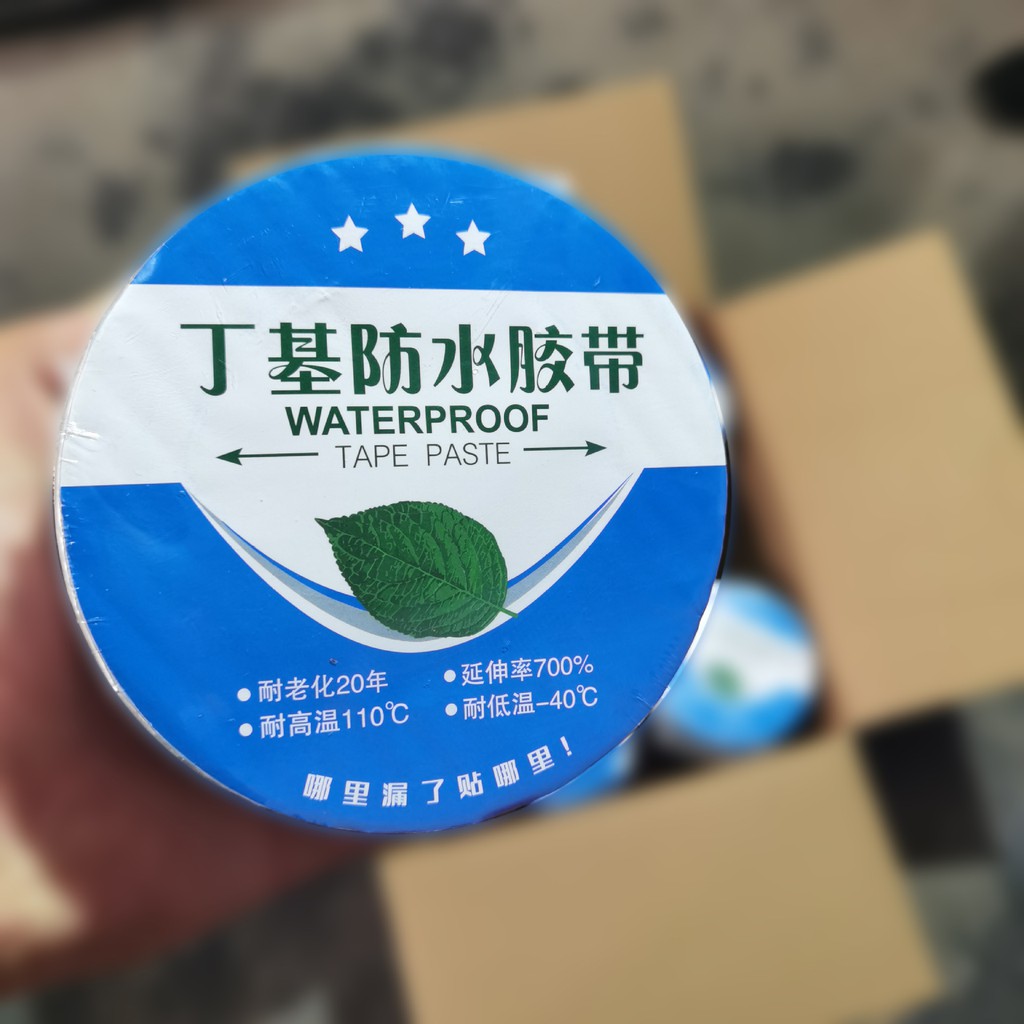 丁基防水胶带
WATERPROOF
TAPE PASTE
耐老化20年
延伸率700%
耐高温110℃
耐低温-40℃
哪里漏了贴哪里!